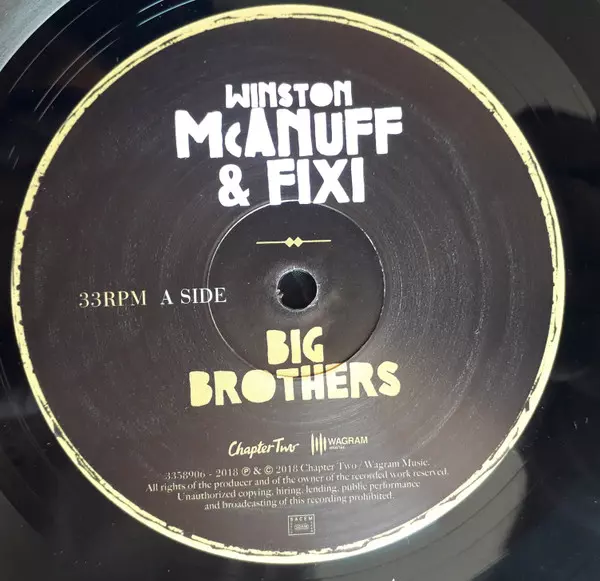 WINSTON
McANUFF
& FIXI
33RPM A SIDE
BIG
BROTHERS
Chapter Two WAGRAM
3358906 - 2018 ℗ & © 2018 Chapter Two / Wagram Music.
All rights of the producer and of the owner of the recorded work reserved.
Unauthorized copying, hiring, lending, public performance
and broadcasting of this recording prohibited.
SACEM